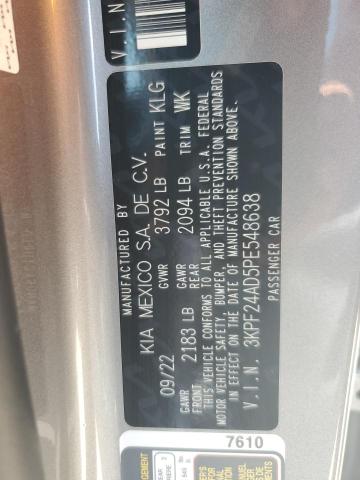 V.I.N
MANUFACTURED BY
KIA MEXICO S.A. DE C.V.
09/22 GVWR 3792 LB PAINT KLG
GAWR FRONT 2183 LB GAWR REAR 2094 LB TRIM WK
THIS VEHICLE CONFORMS TO ALL APPLICABLE U.S.A. FEDERAL
MOTOR VEHICLE SAFETY, BUMPER, AND THEFT PREVENTION STANDARDS
IN EFFECT ON THE DATE OF MANUFACTURE SHOWN ABOVE.
V.I.N. 3KPF24AD5PE548638
PASSENGER CAR
7610